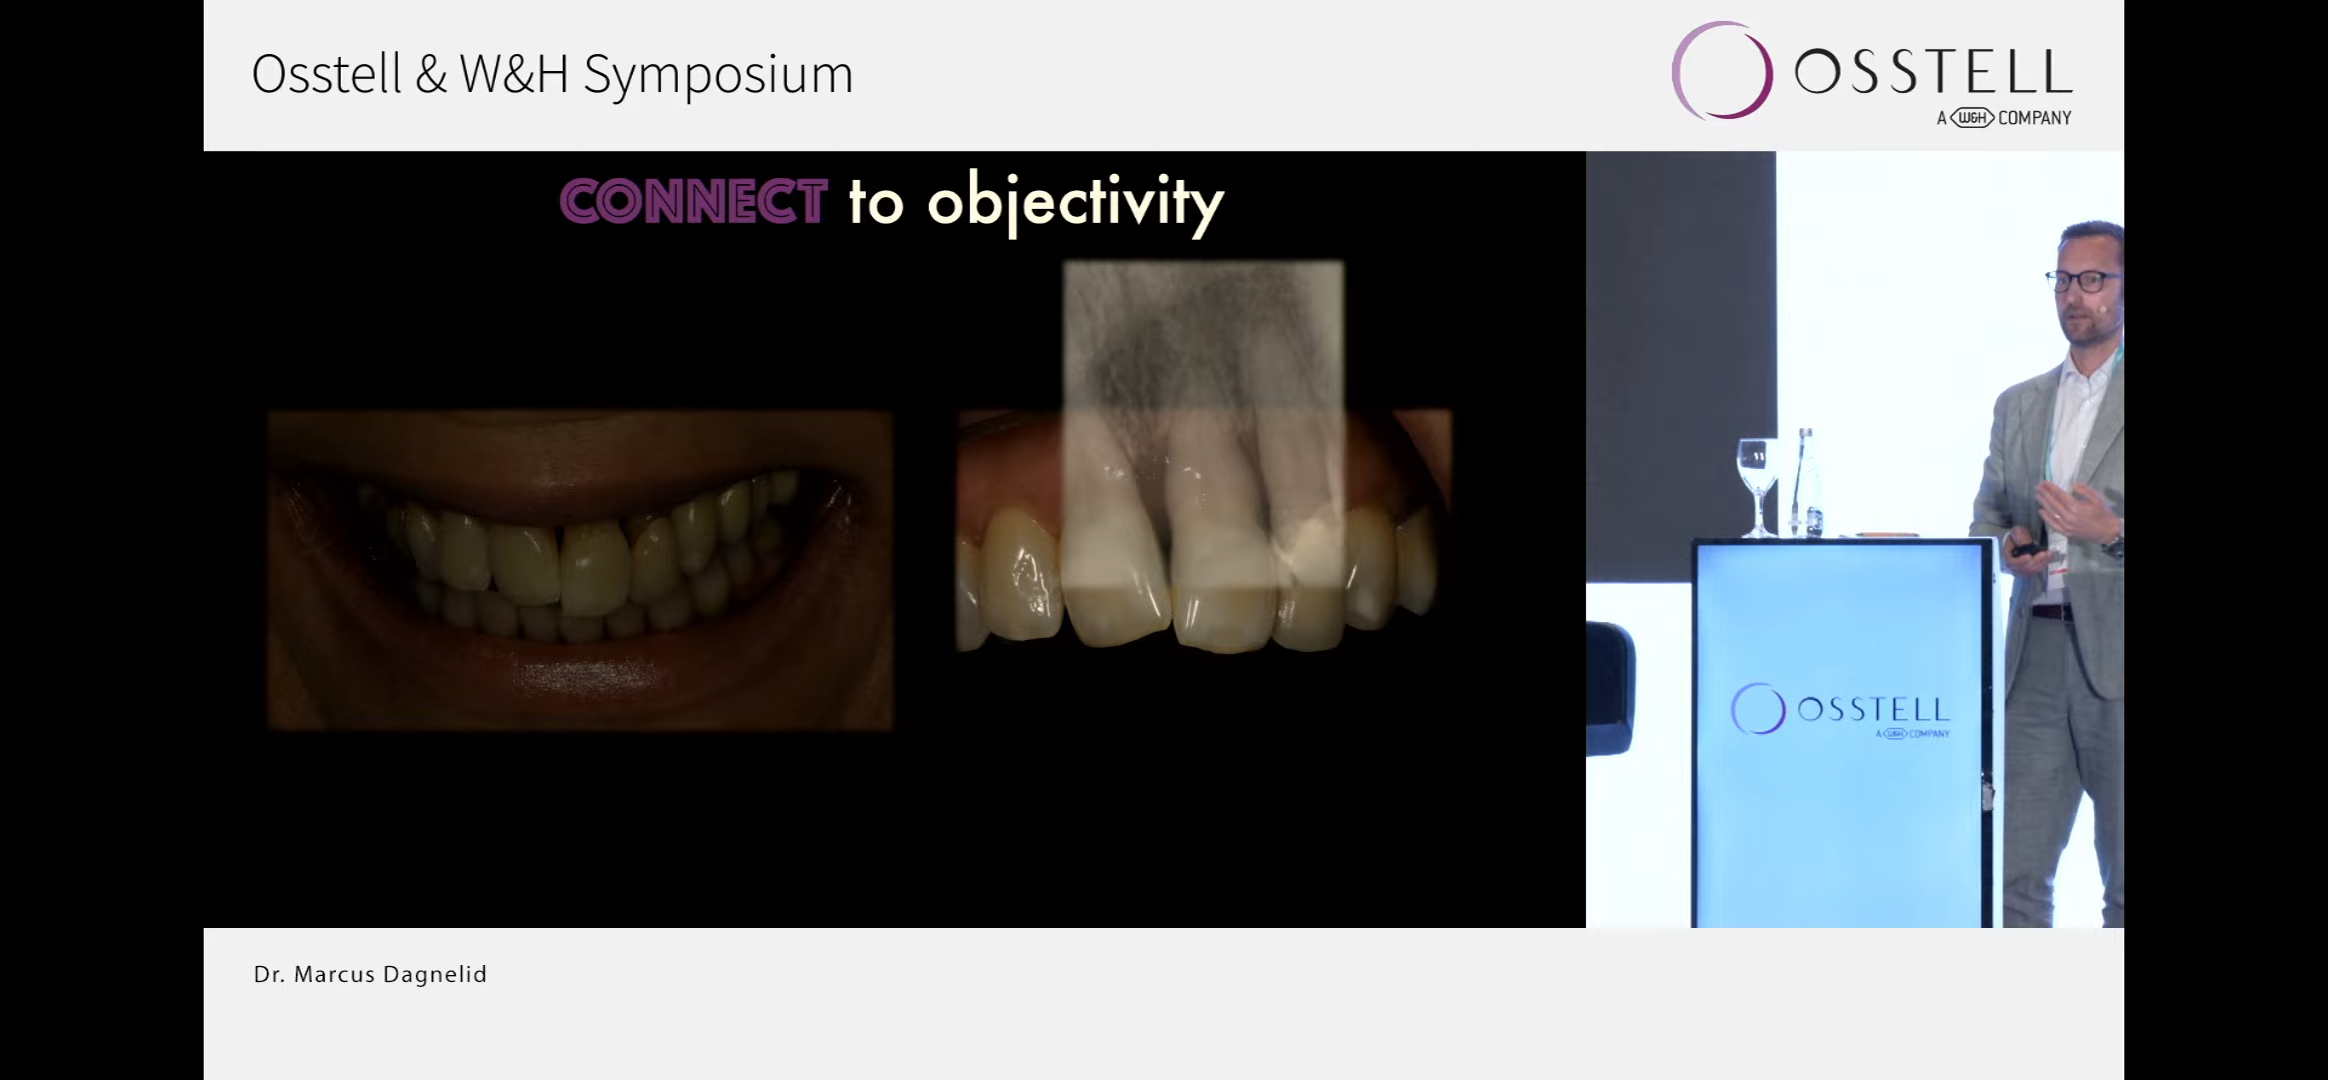 Osstell & W&H Symposium
OSSTELL
A W&H COMPANY
CONNECT to objectivity
OSSTELL
A W&H COMPANY
Dr. Marcus Dagnelid